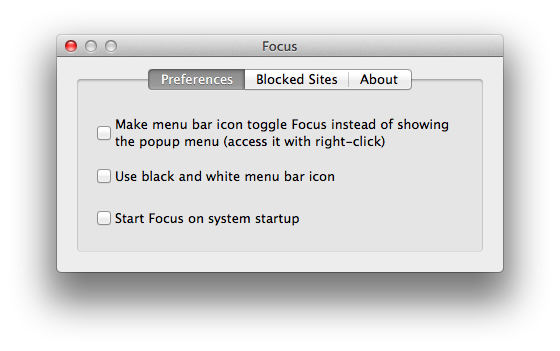 Focus
Preferences
Blocked Sites
About
Make menu bar icon toggle Focus instead of showing
the popup menu (access it with right-click)
Use black and white menu bar icon
Start Focus on system startup